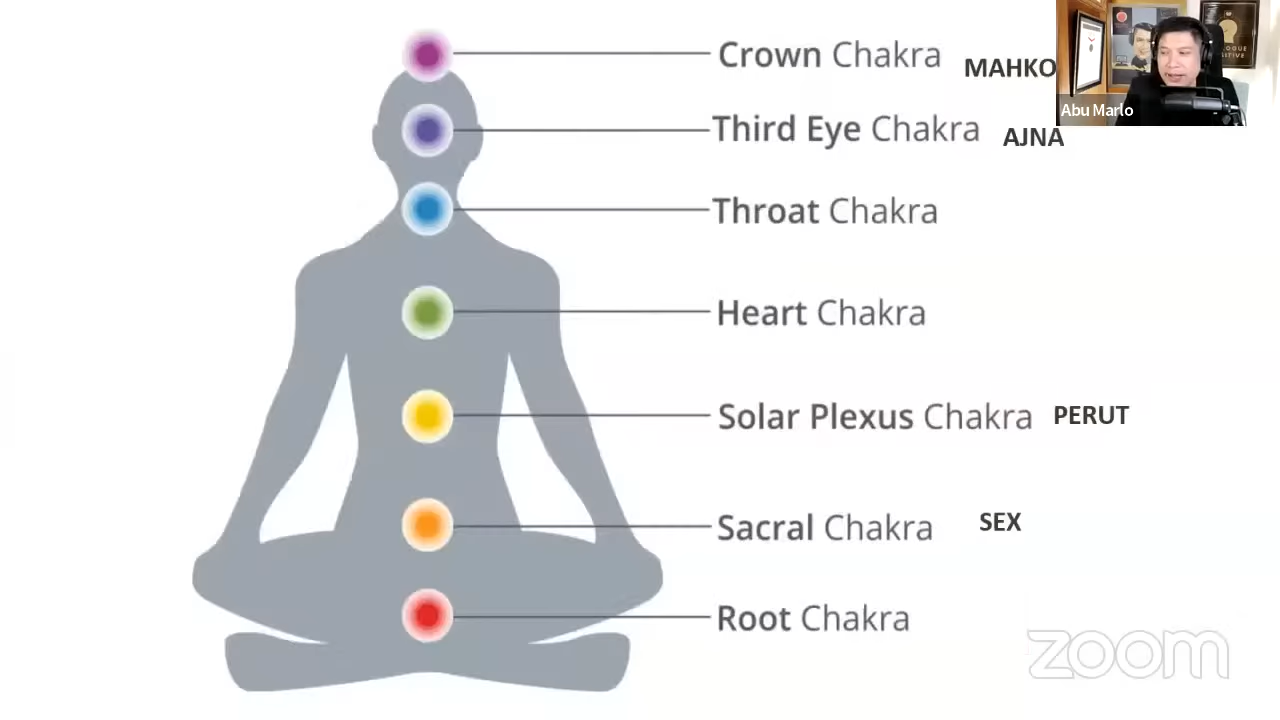 Crown Chakra MAHKO
Abu Marlo
Third Eye Chakra AJNA
Throat Chakra
Heart Chakra
Solar Plexus Chakra PERUT
Sacral Chakra SEX
Root Chakra
zoom